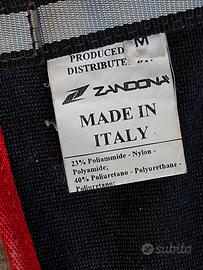 PRODUCED
M
DISTRIBUTE
ZANDONA
MADE IN
ITALY
23% Poliammide - Nylon -
Polyamide;
40% Poliuretano - Polyurethane -
Poliuretano;
subito